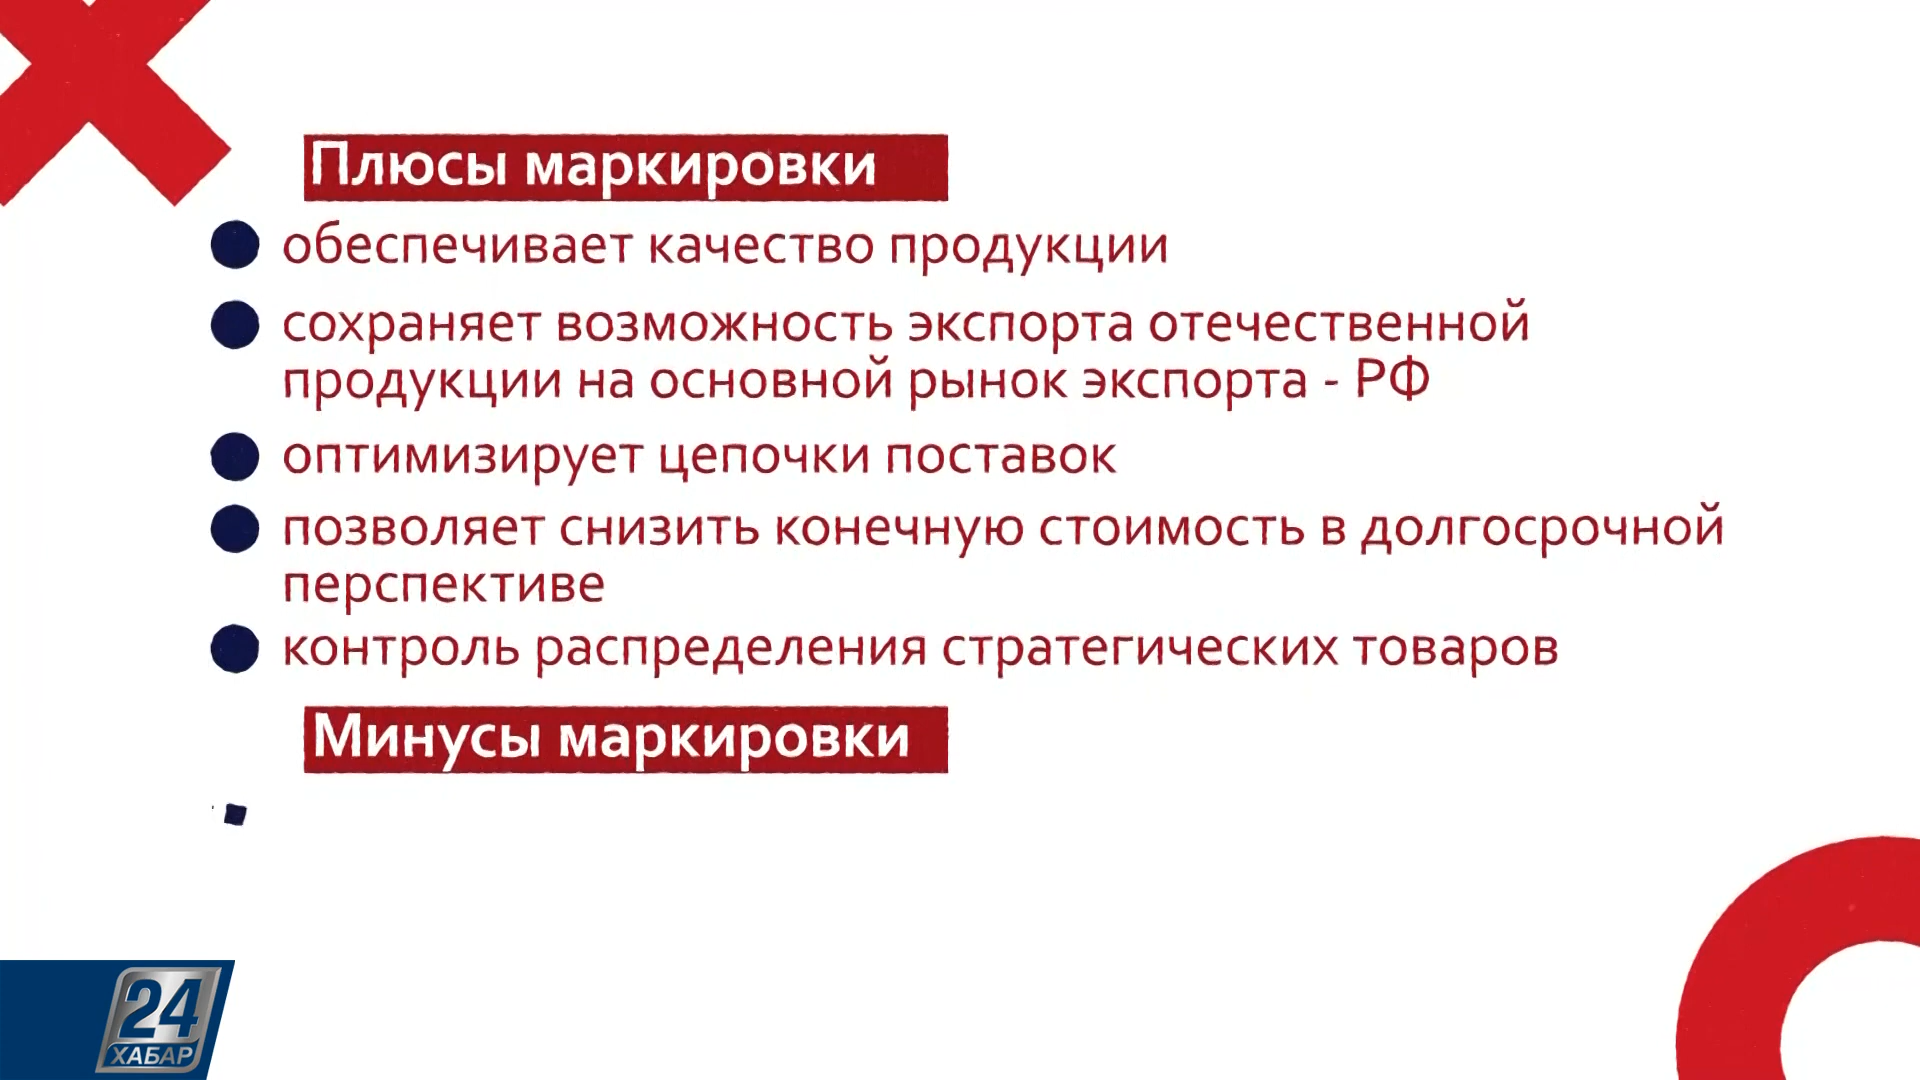 Плюсы маркировки
обеспечивает качество продукции
сохраняет возможность экспорта отечественной
продукции на основной рынок экспорта - РФ
оптимизирует цепочки поставок
позволяет снизить конечную стоимость в долгосрочной
перспективе
контроль распределения стратегических товаров
Минусы маркировки
24
ХАБАР